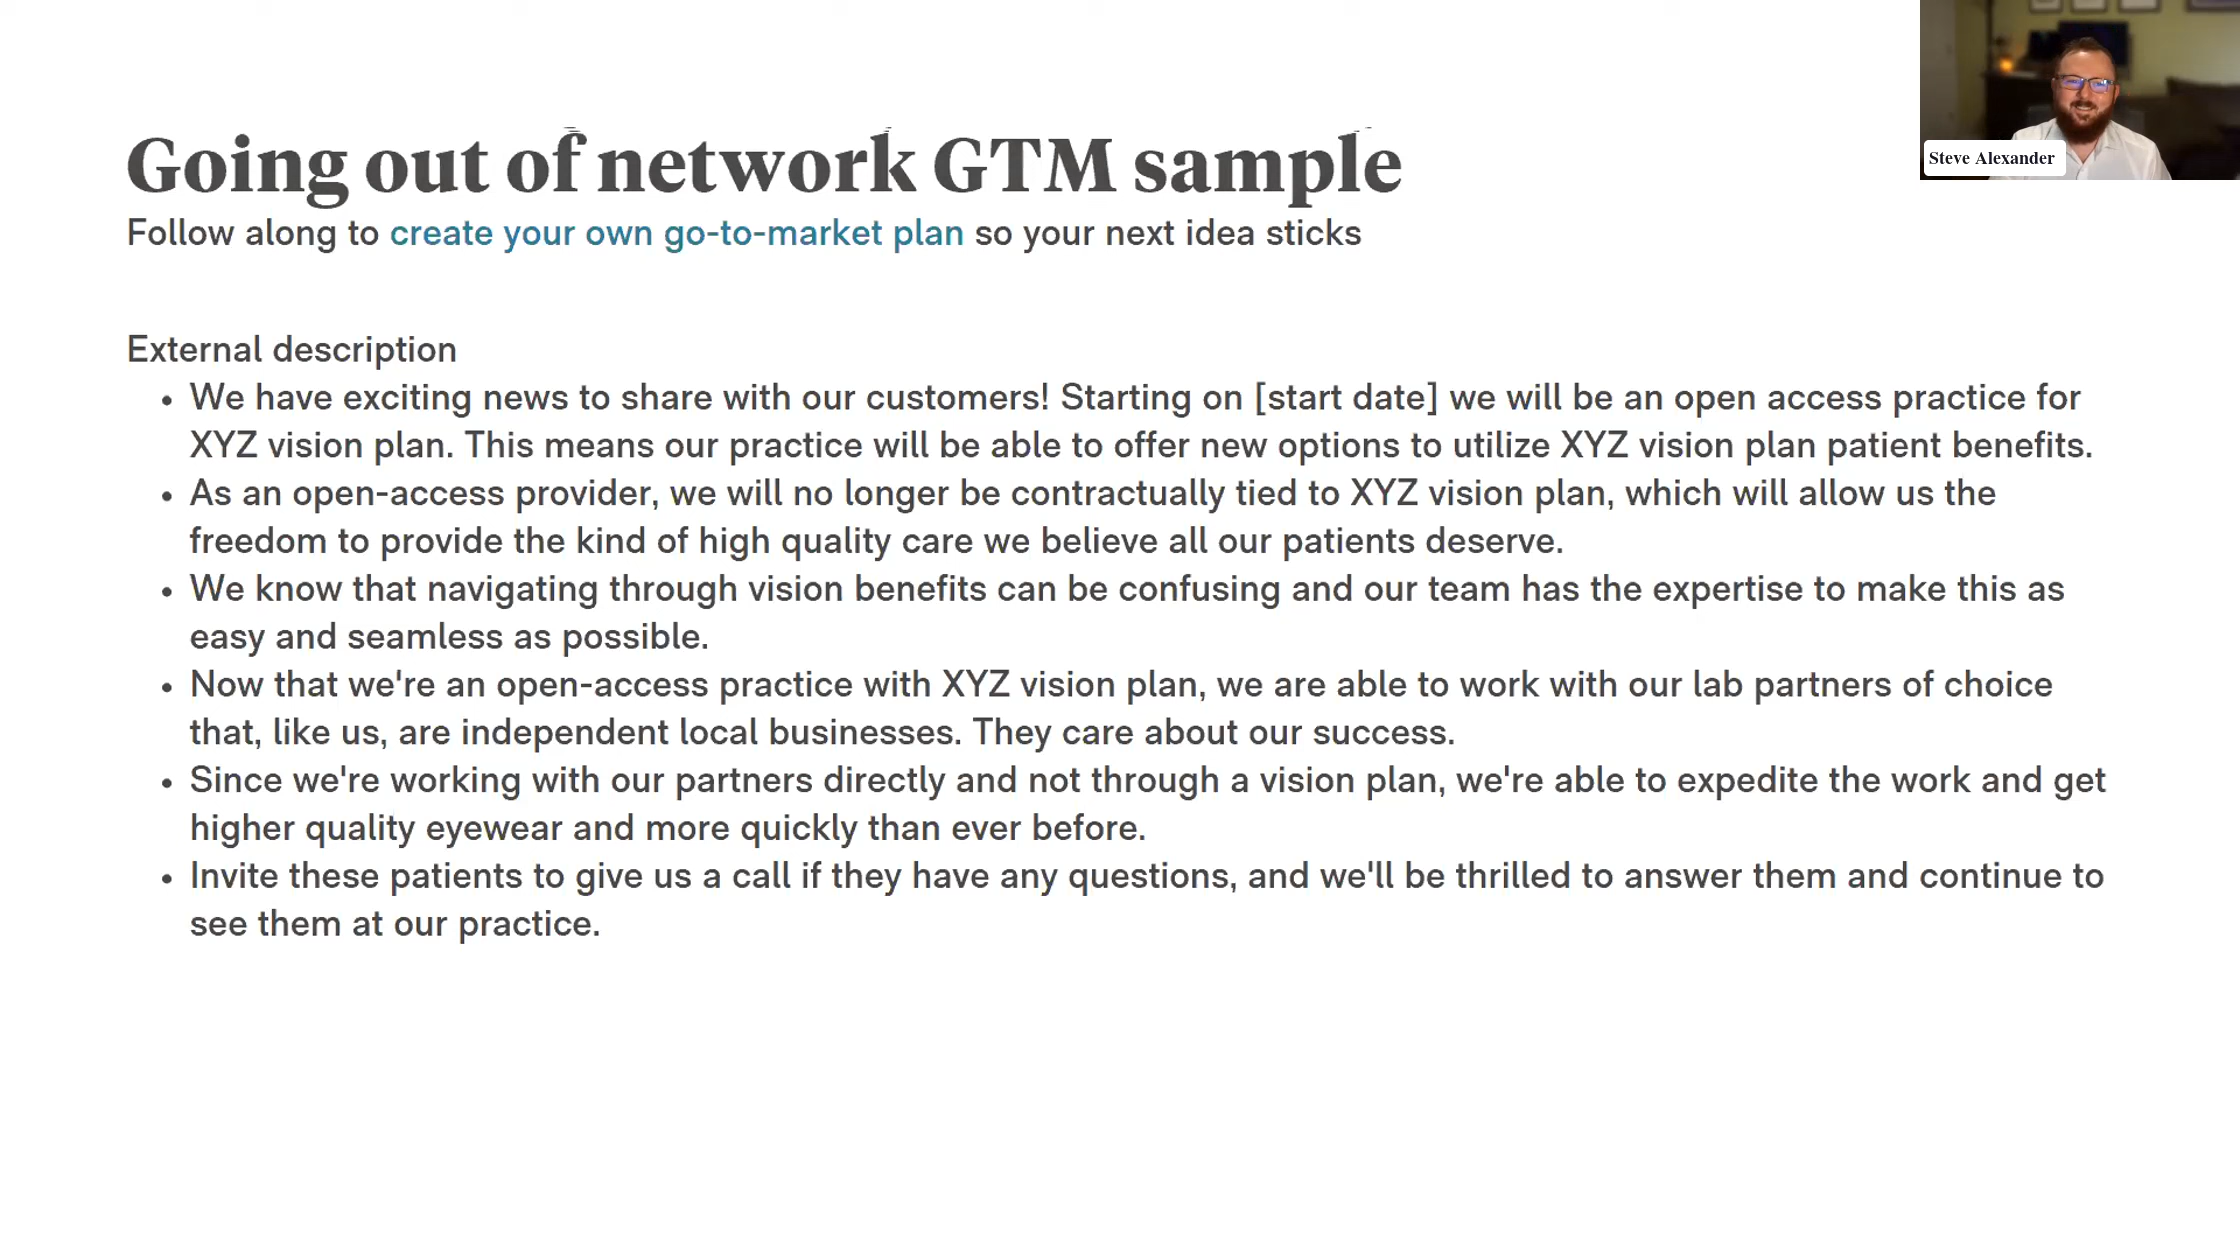 Going out of network GTM sample
Follow along to create your own go-to-market plan so your next idea sticks
Steve Alexander
External description
• We have exciting news to share with our customers! Starting on [start date] we will be an open access practice for
XYZ vision plan. This means our practice will be able to offer new options to utilize XYZ vision plan patient benefits.
• As an open-access provider, we will no longer be contractually tied to XYZ vision plan, which will allow us the
freedom to provide the kind of high quality care we believe all our patients deserve.
• We know that navigating through vision benefits can be confusing and our team has the expertise to make this as
easy and seamless as possible.
• Now that we're an open-access practice with XYZ vision plan, we are able to work with our lab partners of choice
that, like us, are independent local businesses. They care about our success.
• Since we're working with our partners directly and not through a vision plan, we're able to expedite the work and get
higher quality eyewear and more quickly than ever before.
• Invite these patients to give us a call if they have any questions, and we'll be thrilled to answer them and continue to
see them at our practice.